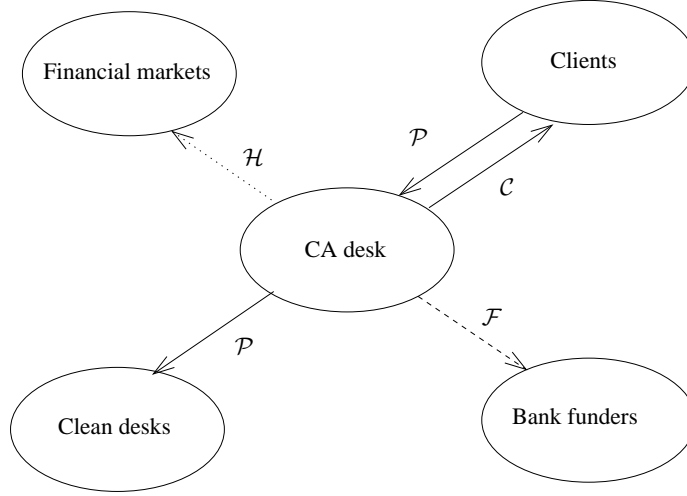 Financial markets
Clients
𝒫
ℋ
𝒞
CA desk
ℱ
𝒫
Clean desks
Bank funders